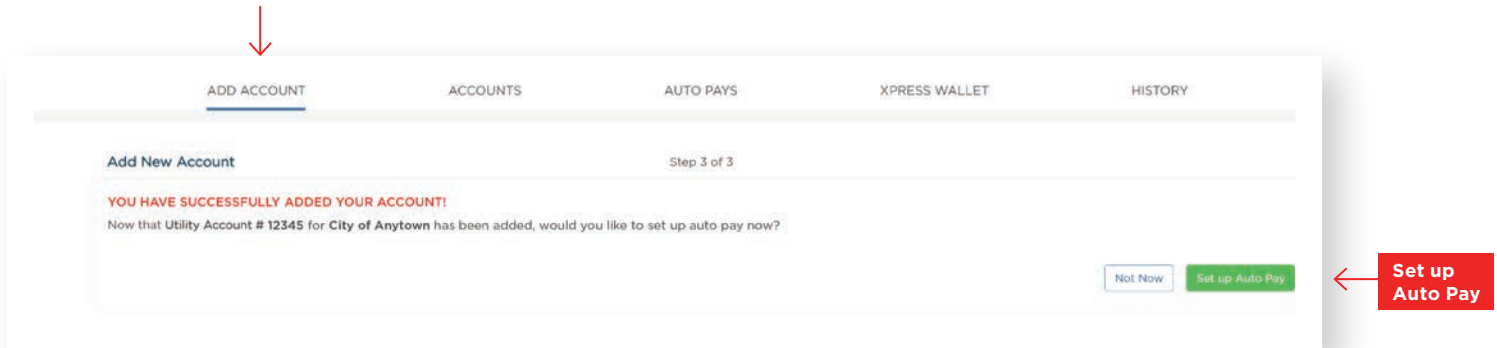 ADD ACCOUNT ACCOUNTS AUTO PAYS XPRESS WALLET HISTORY
Add New Account Step 3 of 3
YOU HAVE SUCCESSFULLY ADDED YOUR ACCOUNT!
Now that Utility Account # 12345 for City of Anytown has been added, would you like to set up auto pay now?
Not Now Set up Auto Pay
Set up
Auto Pay